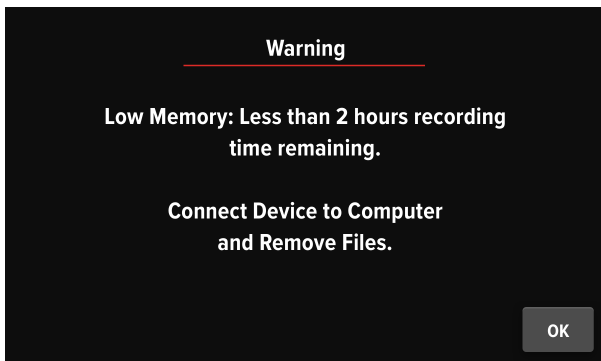 Warning
Low Memory: Less than 2 hours recording
time remaining.
Connect Device to Computer
and Remove Files.
OK